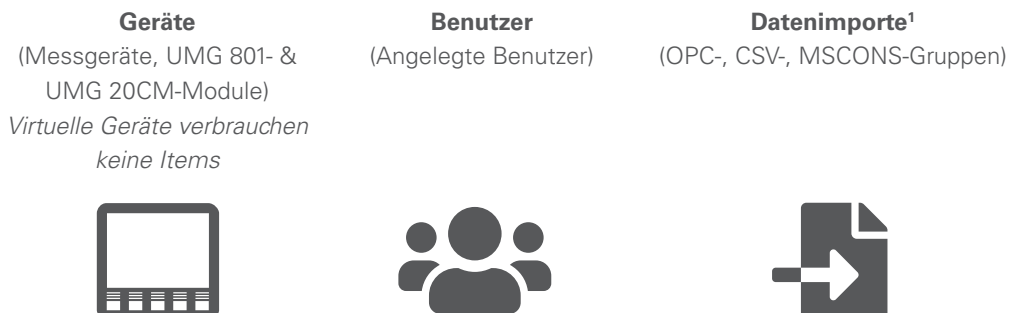 Geräte
(Messgeräte, UMG 801- &
UMG 20CM-Module)
Virtuelle Geräte verbrauchen
keine Items
Benutzer
(Angelegte Benutzer)
Datenimporte¹
(OPC-, CSV-, MSCONS-Gruppen)